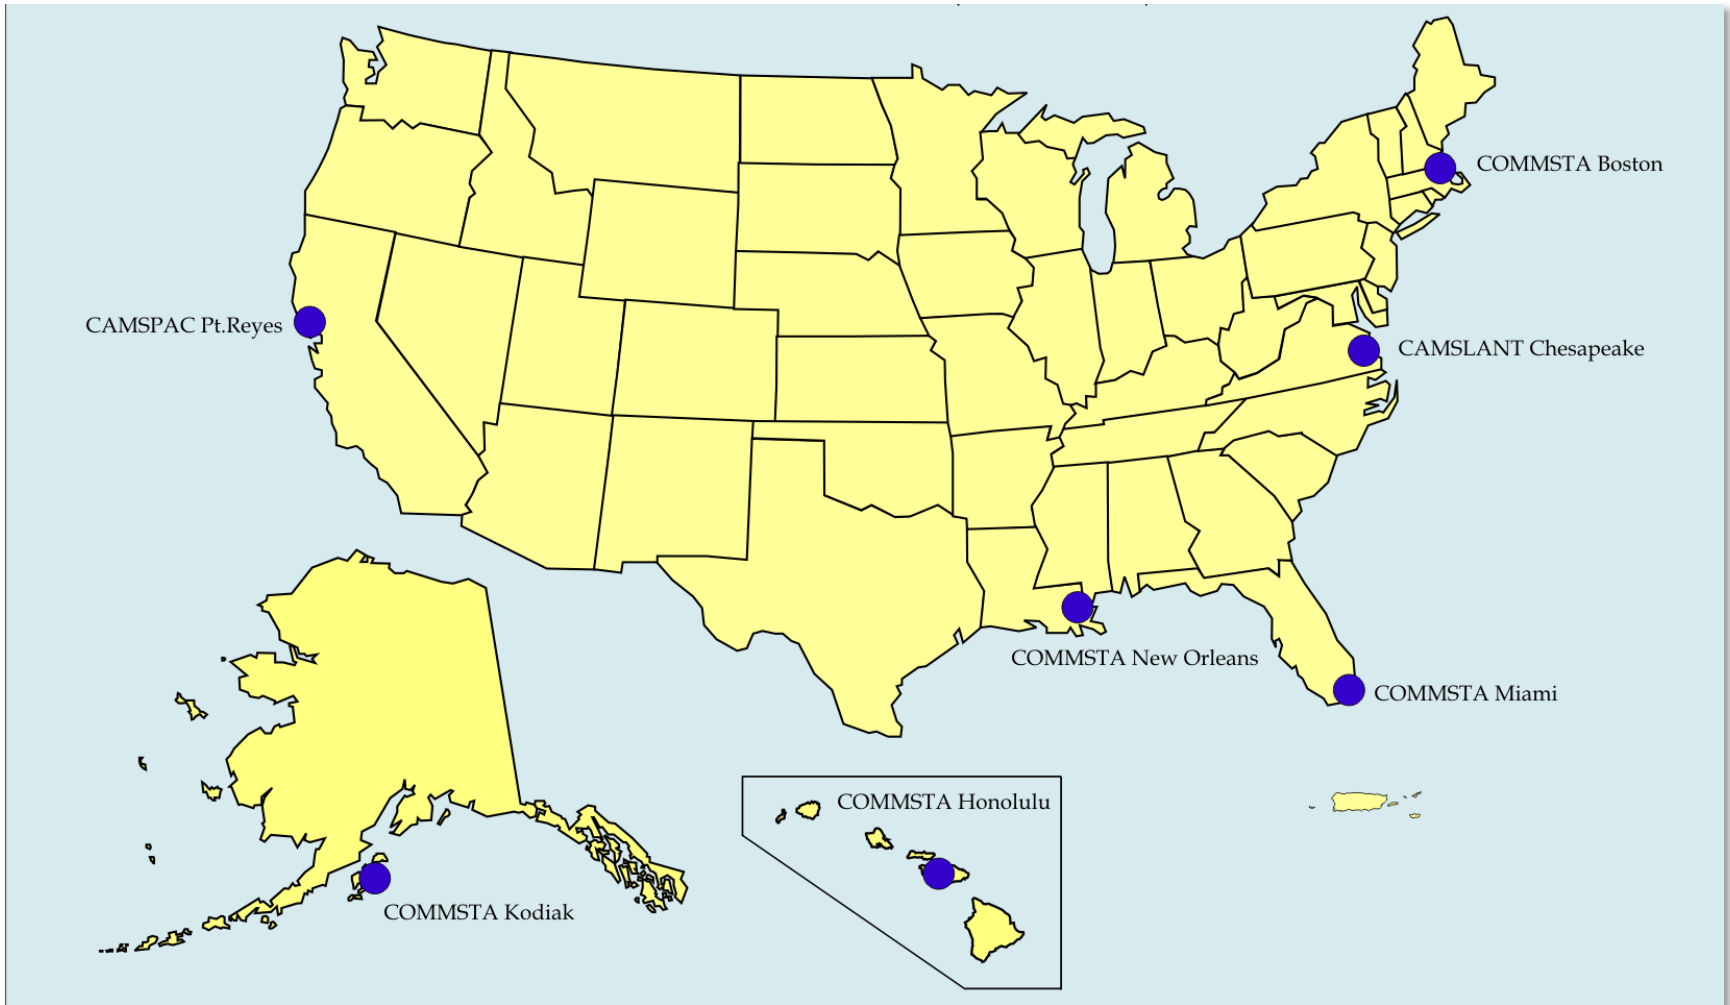 COMMSTA Boston
CAMSPAC Pt.Reyes
CAMSLANT Chesapeake
COMMSTA New Orleans
COMMSTA Miami
COMMSTA Honolulu
COMMSTA Kodiak